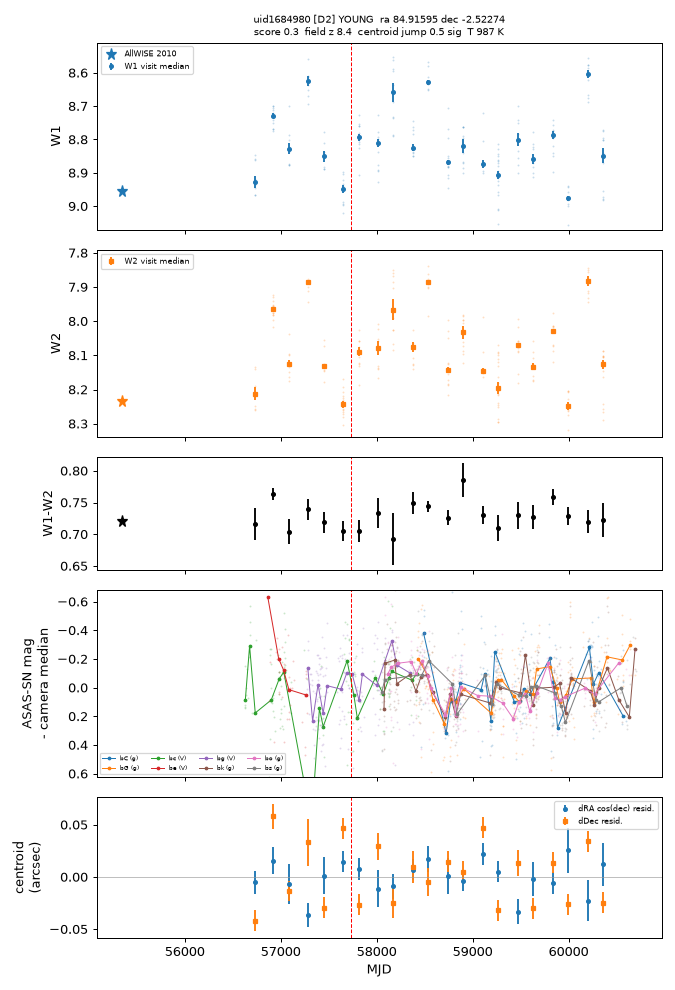 uid1684980 [D2] YOUNG ra 84.91595 dec -2.52274
score 0.3 field z 8.4 centroid jump 0.5 sig T 987 K
AllWISE 2010
W1 visit median
8.6
8.7
8.8
8.9
9.0
W1
W2 visit median
7.8
7.9
8.0
8.1
8.2
8.3
W2
0.80
0.75
0.70
0.65
W1-W2
−0.6
−0.4
−0.2
0.0
0.2
0.4
0.6
ASAS-SN mag
- camera median
bC (g)
bG (g)
bc (V)
be (V)
bg (V)
bk (g)
bo (g)
bs (g)
dRA cos(dec) resid.
dDec resid.
0.05
0.00
−0.05
centroid
(arcsec)
56000
57000
58000
59000
60000
MJD